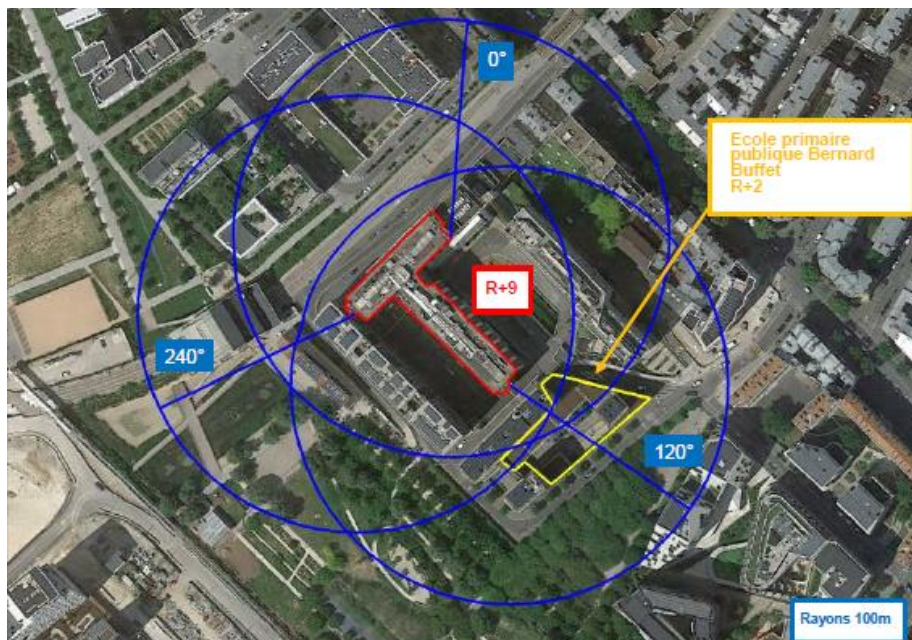 0°
Ecole primaire
publique Bernard
Buffet
R+2
R+9
240°
120°
Rayons 100m